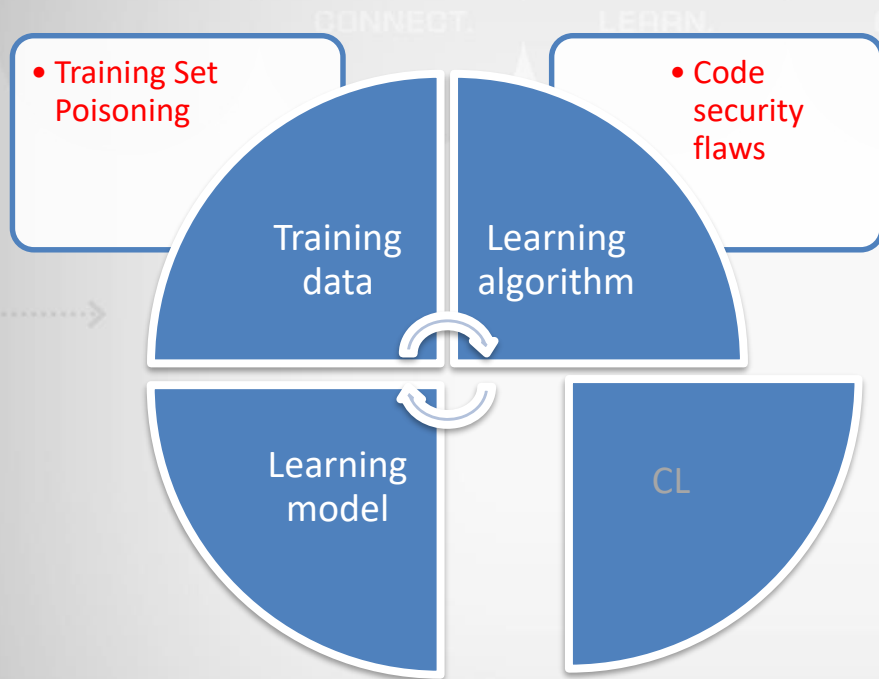 CONNECT. LEARN.
• Training Set
Poisoning
• Code
security
flaws
Training
data
Learning
algorithm
Learning
model
CL